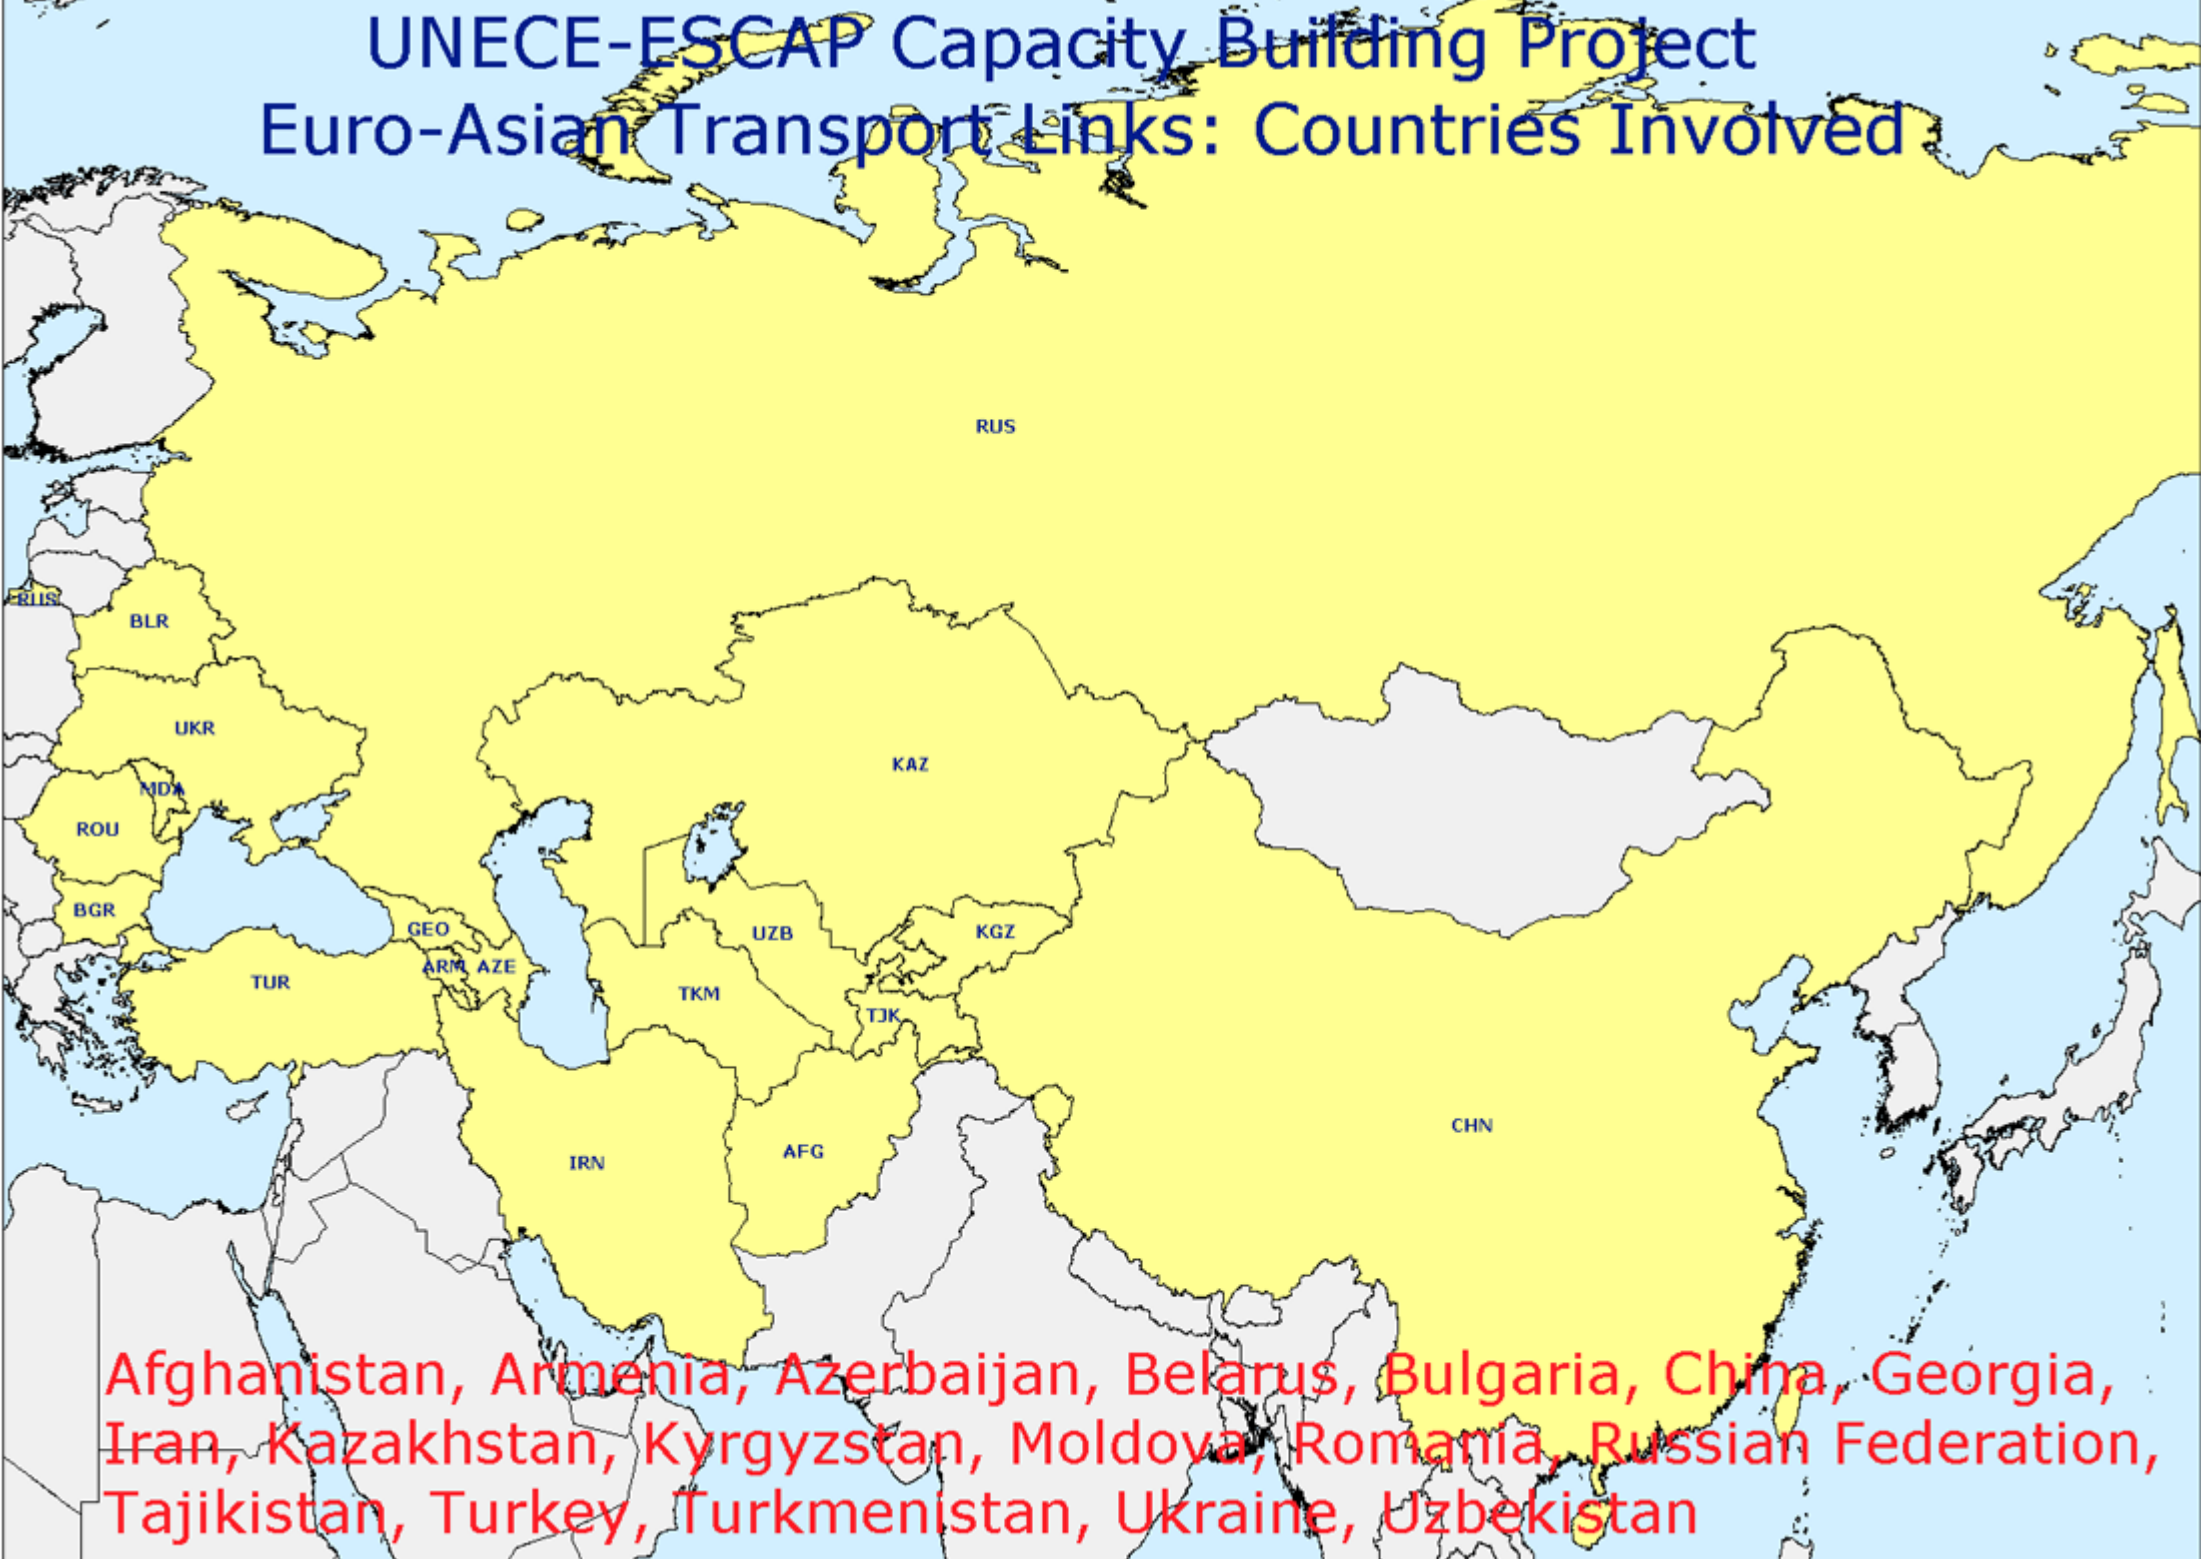 UNECE-ESCAP Capacity Building Project
Euro-Asian Transport Links: Countries Involved
RUS
RUS
BLR
UKR
KAZ
MDA
ROU
BGR
GEO
UZB
KGZ
ARM AZE
TUR
TKM
TJK
CHN
AFG
IRN
Afghanistan, Armenia, Azerbaijan, Belarus, Bulgaria, China, Georgia,
Iran, Kazakhstan, Kyrgyzstan, Moldova, Romania, Russian Federation,
Tajikistan, Turkey, Turkmenistan, Ukraine, Uzbekistan